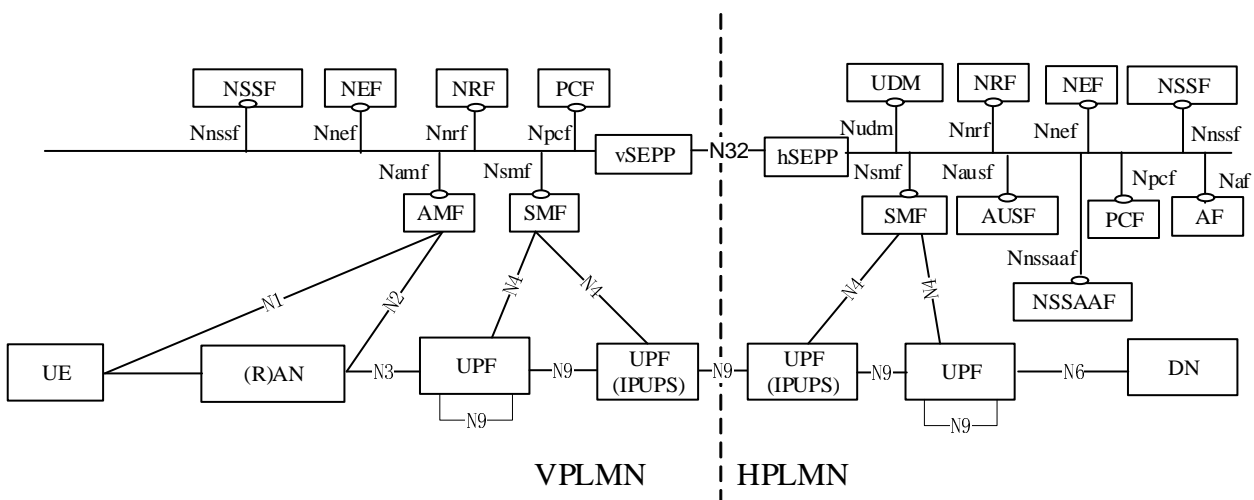 NSSF
NEF
NRF
PCF
UDM
NRF
NEF
NSSF
Nnssf
Nnef
Nnrf
Npcf
Nudm
Nnrf
Nnef
Nnssf
vSEPP
N32
hSEPP
Namf
Nsmf
Nsmf
Nausf
Npcf
Naf
AMF
SMF
SMF
AUSF
PCF
AF
Nnssaaf
N1
N2
N4
N4
N4
N4
NSSAAF
UE
(R)AN
N3
UPF
N9
UPF
(IPUPS)
N9
UPF
(IPUPS)
N9
UPF
N6
DN
N9
N9
VPLMN
HPLMN